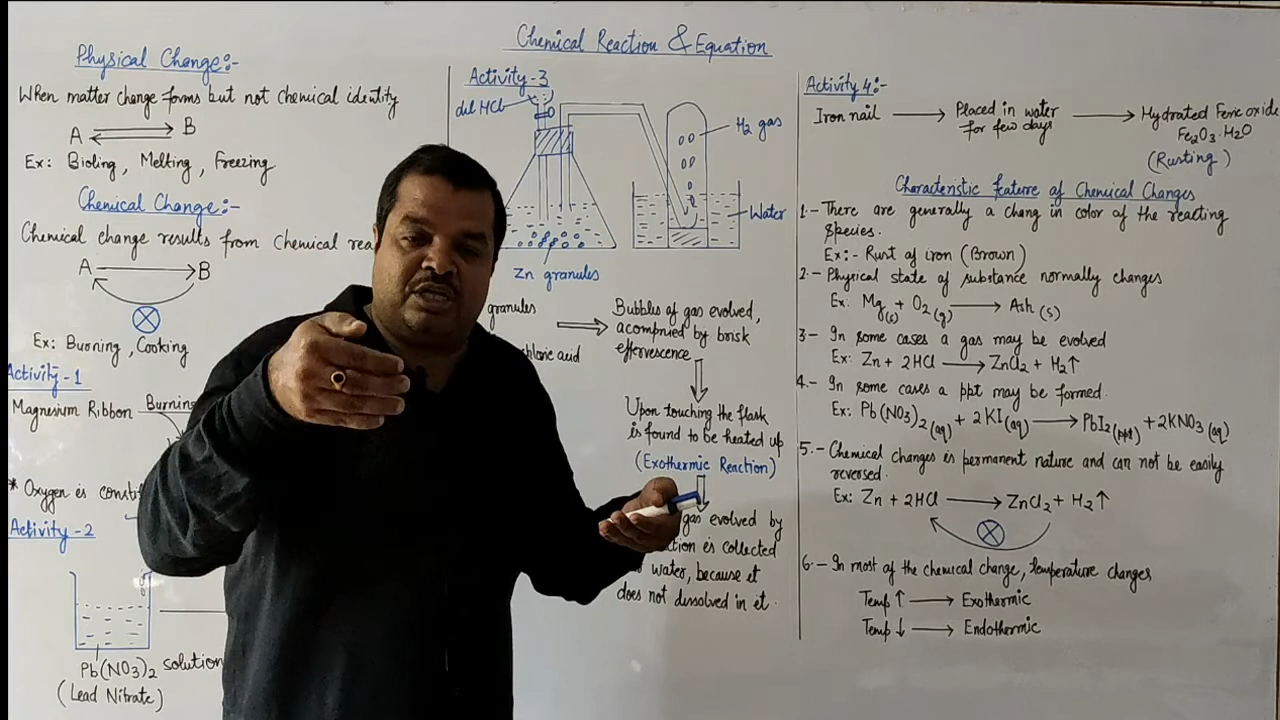 Chemical Reaction & Equation
Physical Change:-
When matter change forms but not chemical identity
A ⇌ B
Ex: Bioling, Melting, Freezing
Chemical Change:-
Chemical change results from chemical rea
A → B
Ex: Burning, Cooking
Activity-1
Magnesium Ribbon Burning
* Oxygen is
Activity-2
Pb(NO3)2 solution
(Lead Nitrate)
Activity-3
dil HCl
H2 gas
Water
Zn granules
granules
acid
Bubbles of gas evolved,
acompnied by brisk
effervescence
Upon touching the flask
is found to be heated up
(Exothermic Reaction)
gas evolved by
is collected
water, because it
does not dissolved in it.
Activity 4:-
Iron nail → Placed in water → Hydrated Feric oxide
for few days Fe2O3·H2O
(Rusting)
Characteristic feature of Chemical Changes
1.- There are generally a chang in color of the reacting
species.
Ex:- Rust of iron (Brown)
2.- Physical state of substance normally changes
Ex: Mg(s) + O2(g) → Ash(s)
3.- In some cases a gas may be evolved
Ex: Zn + 2HCl → ZnCl2 + H2↑
4.- In some cases a ppt may be formed.
Ex: Pb(NO3)2(aq) + 2KI(aq) → PbI2(ppt) + 2KNO3(aq)
5.- Chemical changes is permanent nature and can not be easily
reversed.
Ex: Zn + 2HCl → ZnCl2 + H2↑
6.- In most of the chemical change, temperature changes
Temp ↑ → Exothermic
Temp ↓ → Endothermic